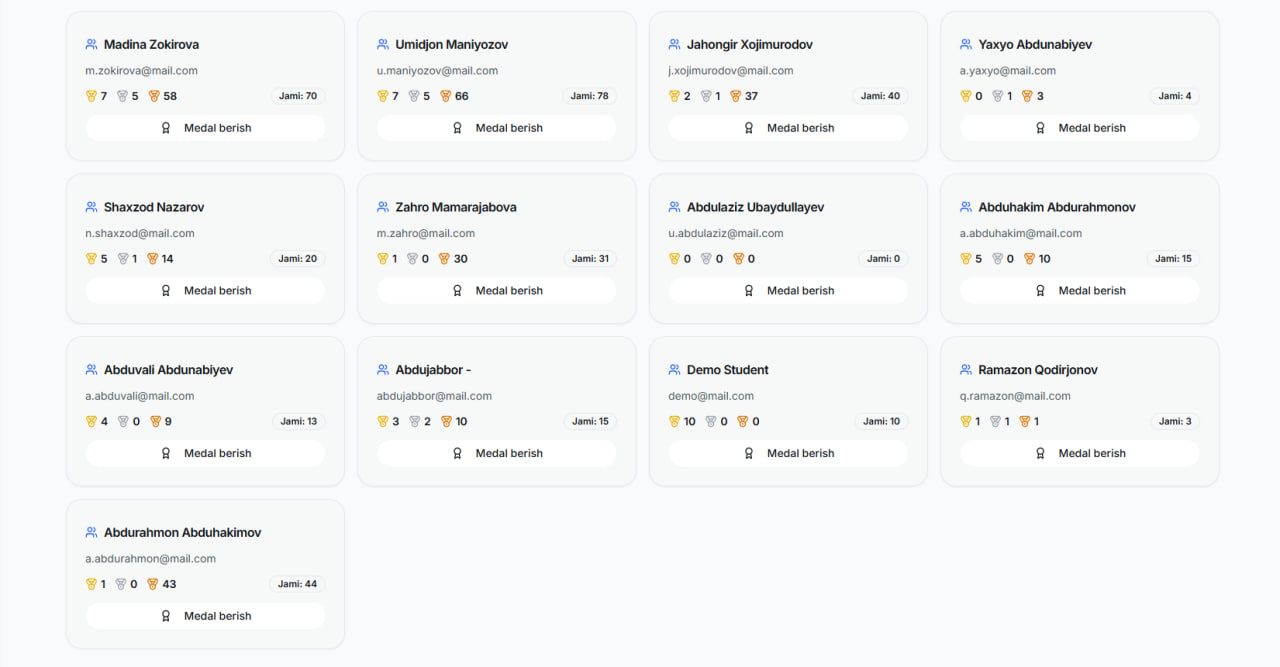 Madina Zokirova
m.zokirova@mail.com
7 5 58 Jami: 70
Medal berish
Umidjon Maniyozov
u.maniyozov@mail.com
7 5 66 Jami: 78
Medal berish
Jahongir Xojimurodov
j.xojimurodov@mail.com
2 1 37 Jami: 40
Medal berish
Yaxyo Abdunabiyev
a.yaxyo@mail.com
0 1 3 Jami: 4
Medal berish
Shaxzod Nazarov
n.shaxzod@mail.com
5 1 14 Jami: 20
Medal berish
Zahro Mamarajabova
m.zahro@mail.com
1 0 30 Jami: 31
Medal berish
Abdulaziz Ubaydullayev
u.abdulaziz@mail.com
0 0 0 Jami: 0
Medal berish
Abduhakim Abdurahmonov
a.abduhakim@mail.com
5 0 10 Jami: 15
Medal berish
Abduvali Abdunabiyev
a.abduvali@mail.com
4 0 9 Jami: 13
Medal berish
Abdujabbor -
abdujabbor@mail.com
3 2 10 Jami: 15
Medal berish
Demo Student
demo@mail.com
10 0 0 Jami: 10
Medal berish
Ramazon Qodirjonov
q.ramazon@mail.com
1 1 1 Jami: 3
Medal berish
Abdurahmon Abduhakimov
a.abdurahmon@mail.com
1 0 43 Jami: 44
Medal berish